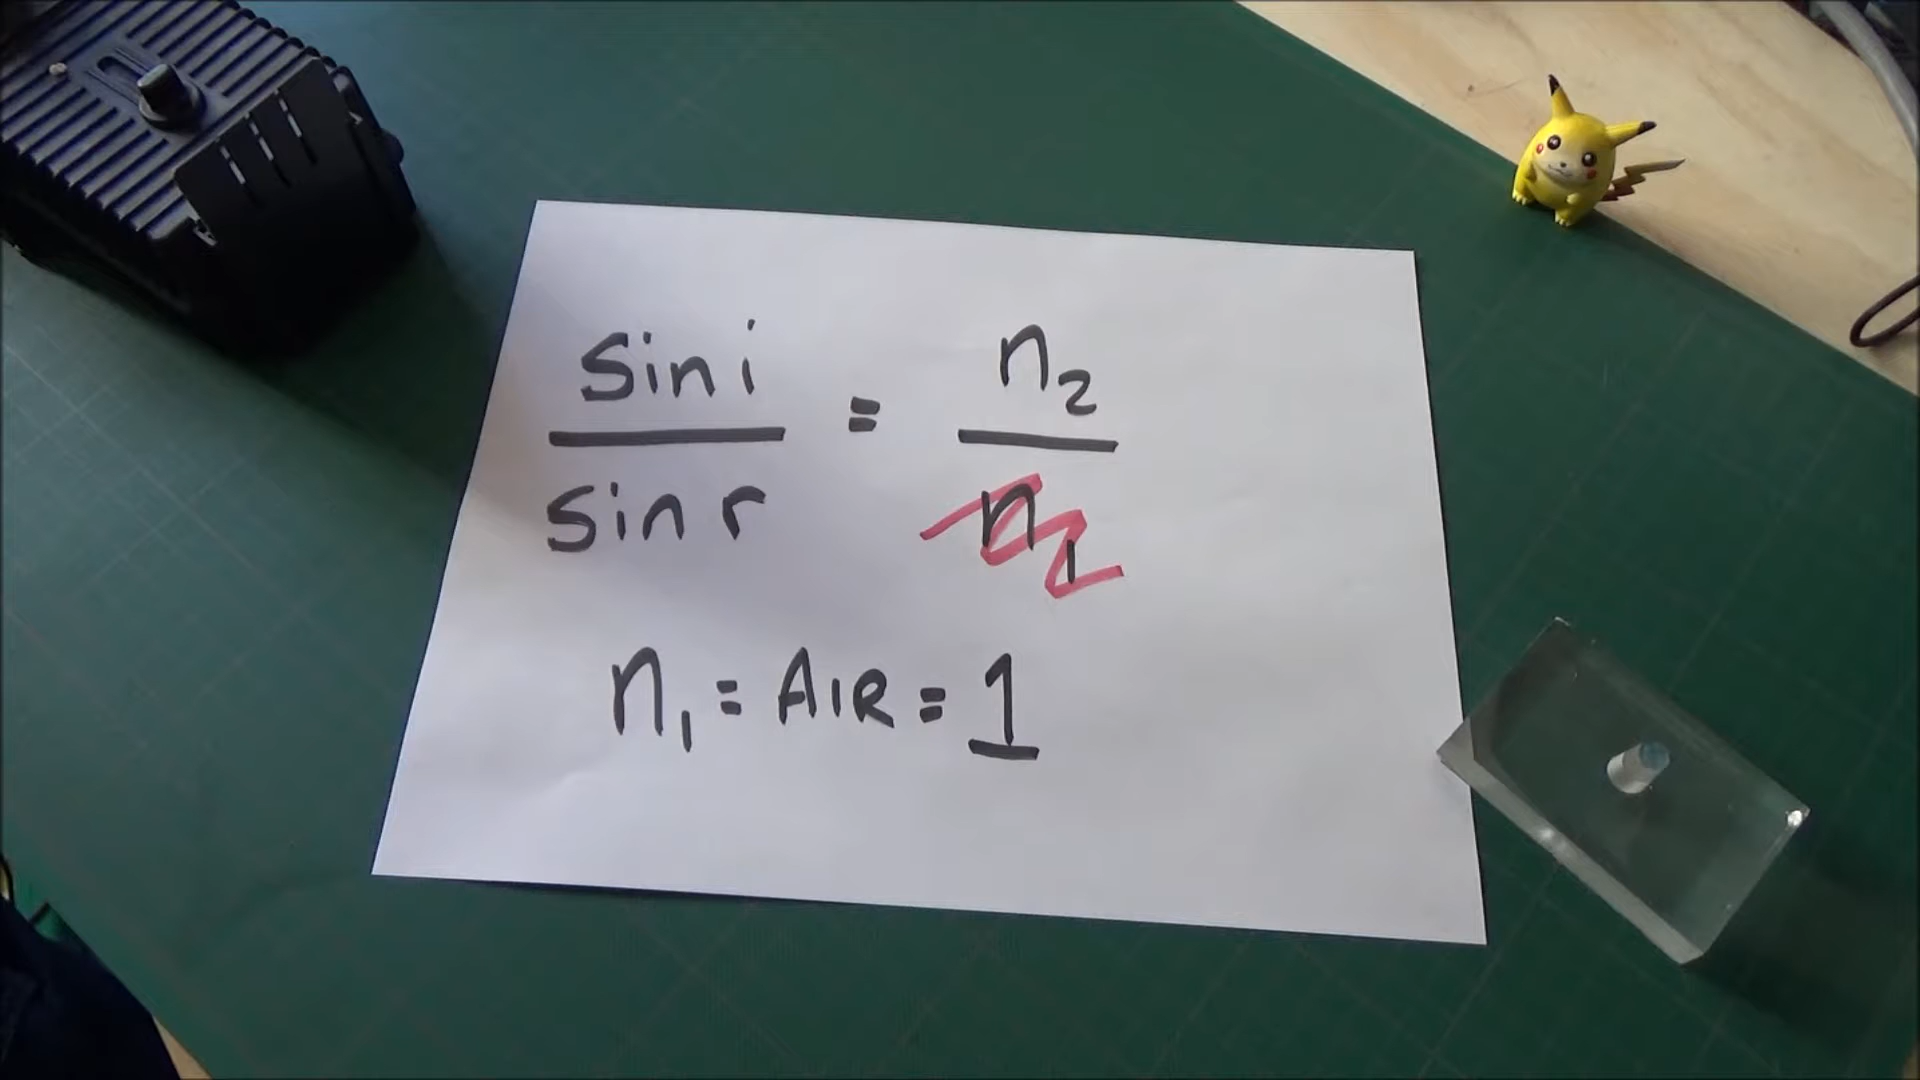 sin i = n2
sin r n1
n1 = AIR = 1